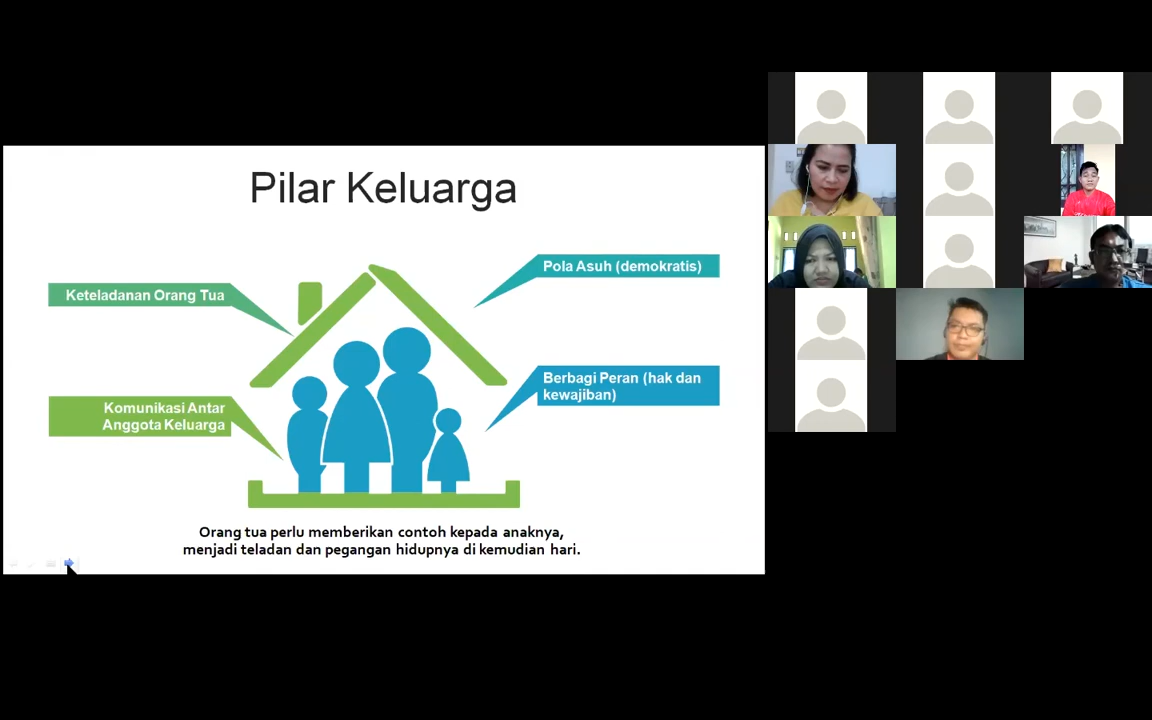 Pilar Keluarga
Keteladanan Orang Tua
Pola Asuh (demokratis)
Komunikasi Antar
Anggota Keluarga
Berbagi Peran (hak dan
kewajiban)
Orang tua perlu memberikan contoh kepada anaknya,
menjadi teladan dan pegangan hidupnya di kemudian hari.